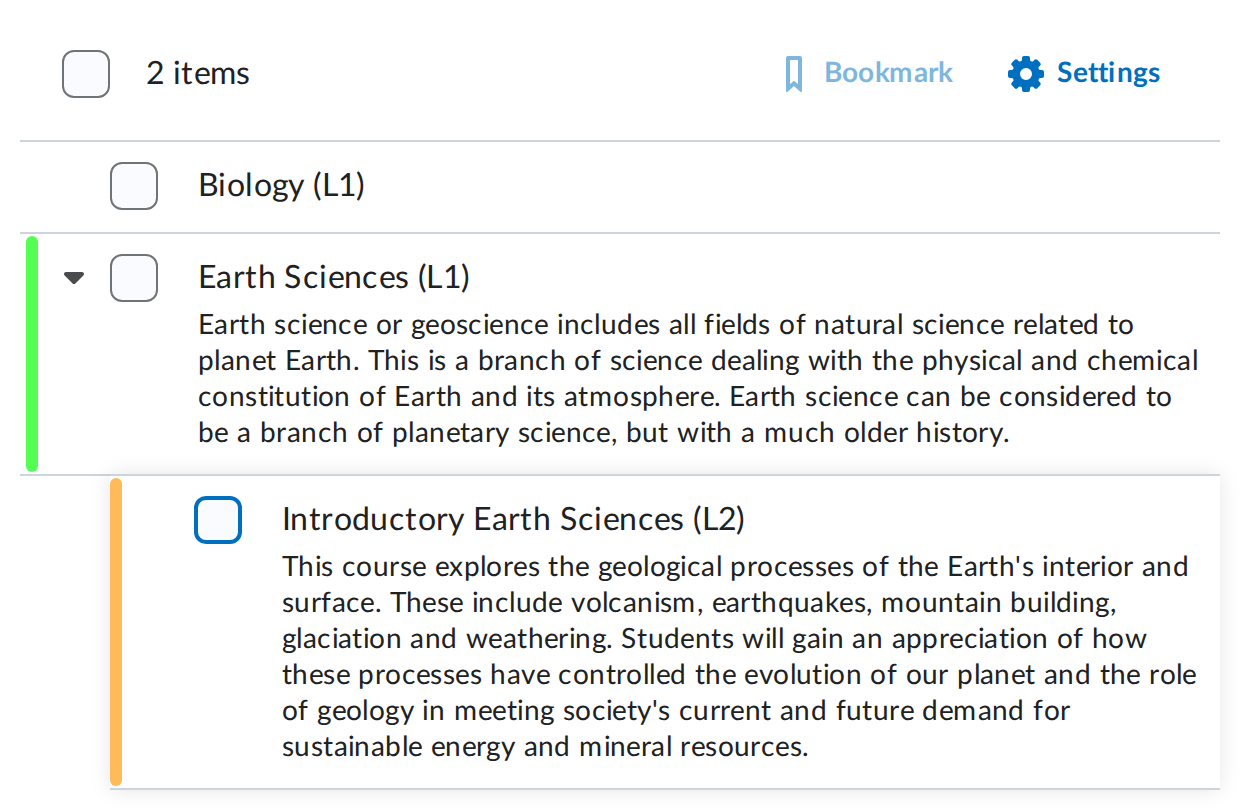 2 items
Bookmark
Settings
Biology (L1)
Earth Sciences (L1)
Earth science or geoscience includes all fields of natural science related to
planet Earth. This is a branch of science dealing with the physical and chemical
constitution of Earth and its atmosphere. Earth science can be considered to
be a branch of planetary science, but with a much older history.
Introductory Earth Sciences (L2)
This course explores the geological processes of the Earth's interior and
surface. These include volcanism, earthquakes, mountain building,
glaciation and weathering. Students will gain an appreciation of how
these processes have controlled the evolution of our planet and the role
of geology in meeting society's current and future demand for
sustainable energy and mineral resources.